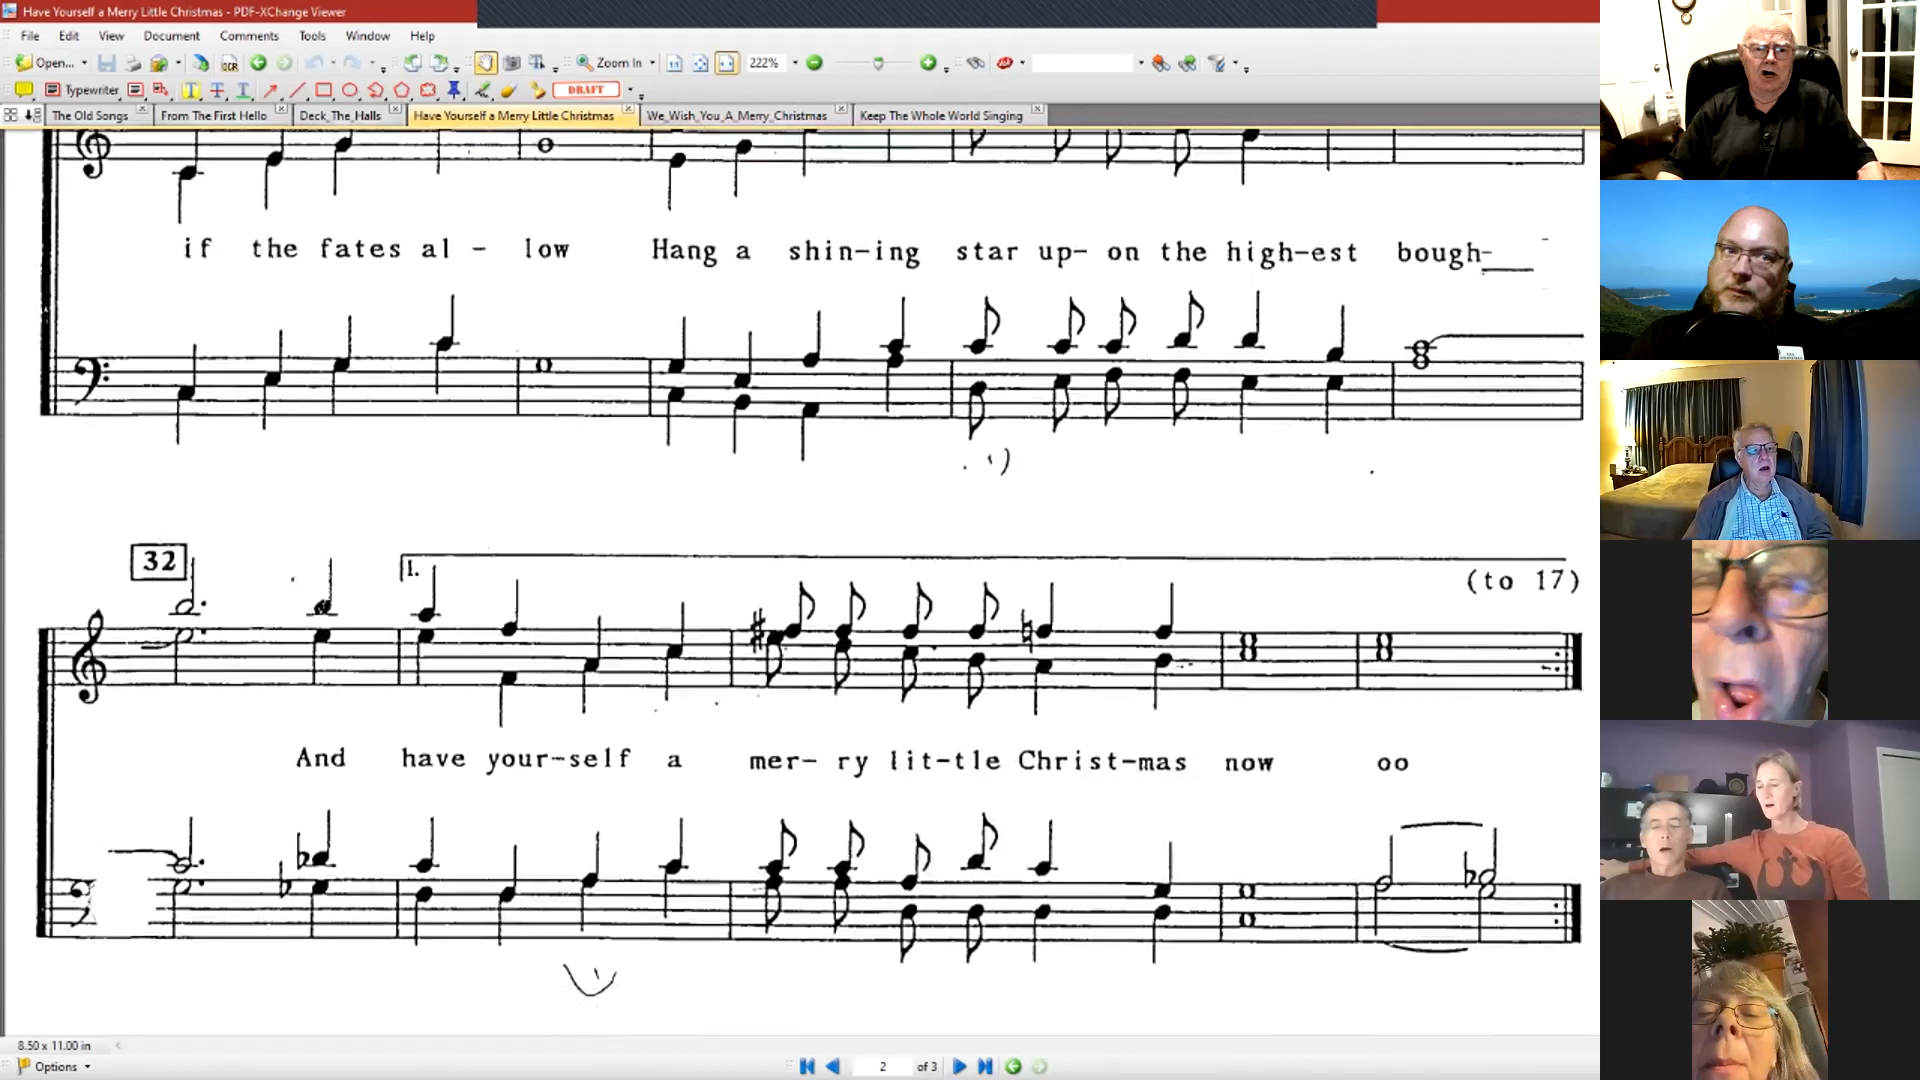 Have Yourself a Merry Little Christmas - PDF-XChange Viewer
File Edit View Document Comments Tools Window Help
Open... OCR Zoom In 222%
Typewriter DRAFT
The Old Songs From The First Hello Deck_The_Halls Have Yourself a Merry Little Christmas We_Wish_You_A_Merry_Christmas Keep The Whole World Singing
if the fates al - low Hang a shin-ing star up- on the high-est bough-
32
1.
(to 17)
And have your-self a mer- ry lit-tle Christ-mas now oo
8.50 x 11.00 in
Options 2 of 3